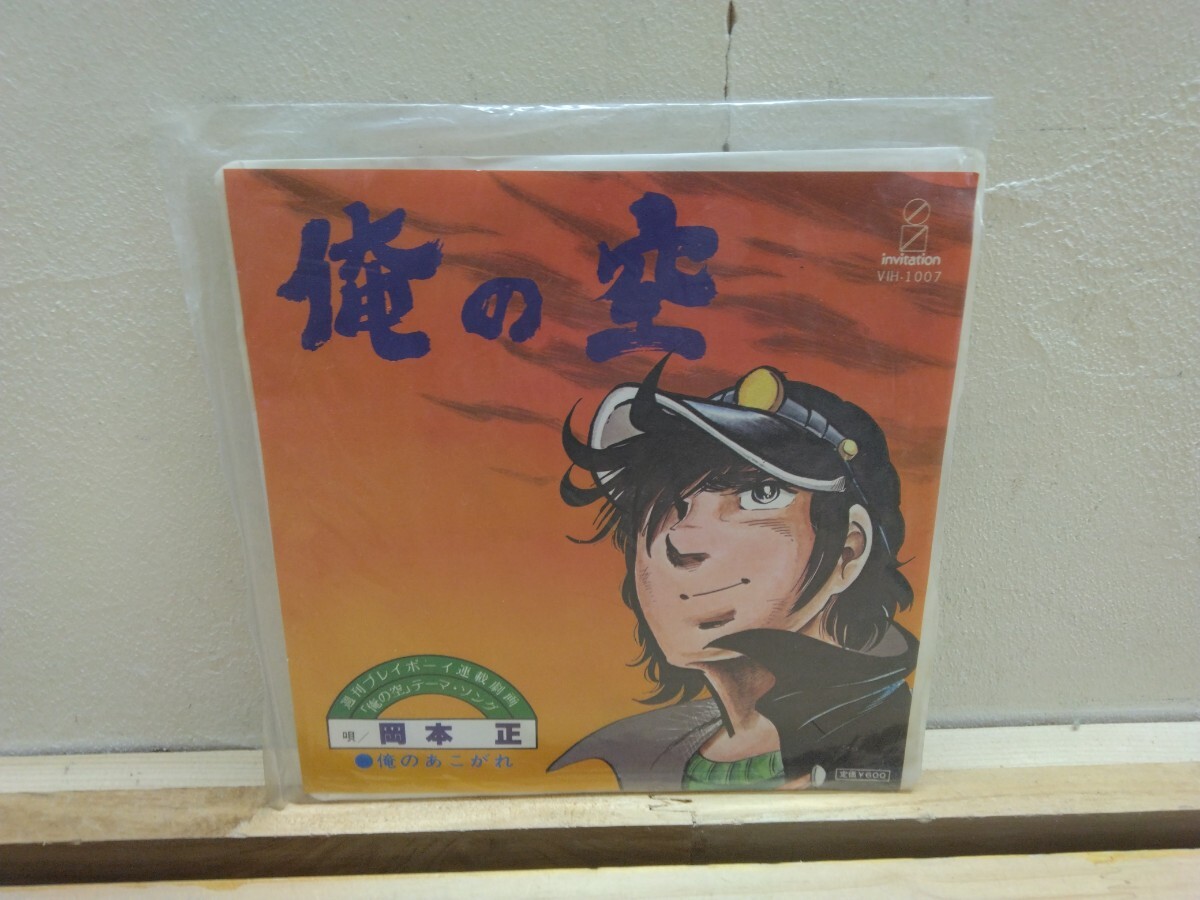 俺の空
invitation
VIH-1007
週刊プレイボーイ連載劇画
「俺の空」テーマ・ソング
唄/岡本 正
●俺のあこがれ
定価¥600